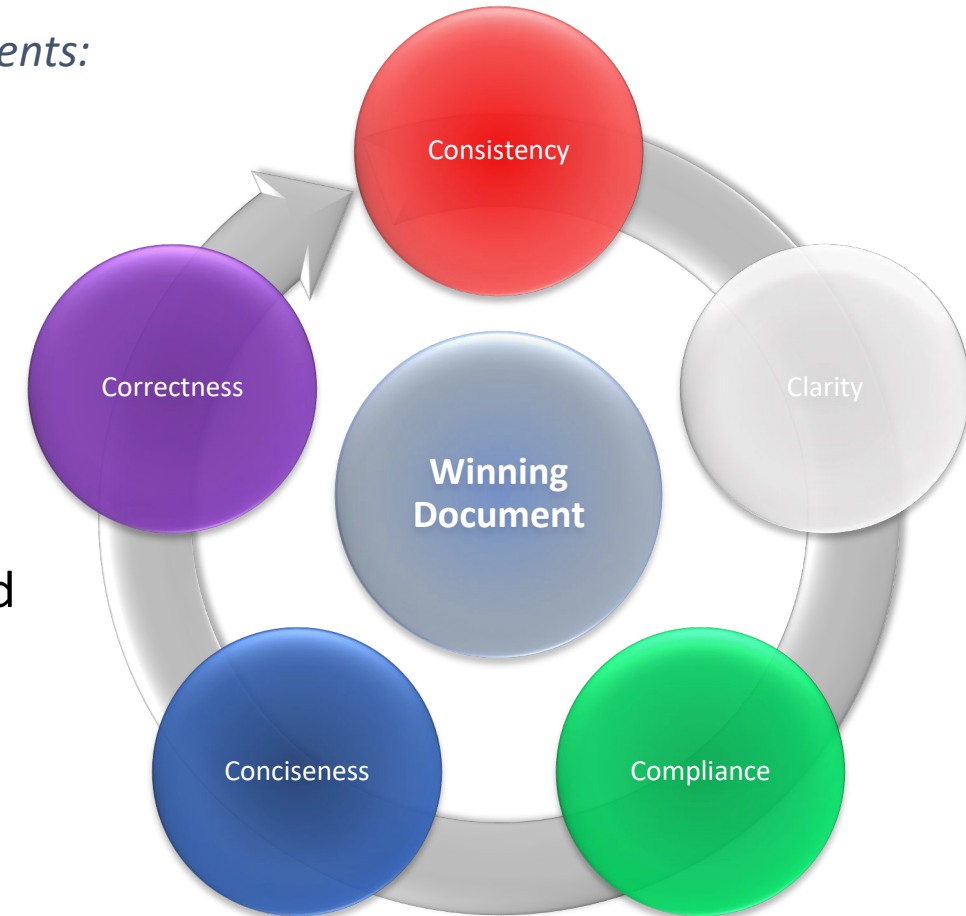 ents:
Consistency
Correctness
Clarity
Winning
Document
d
Conciseness
Compliance